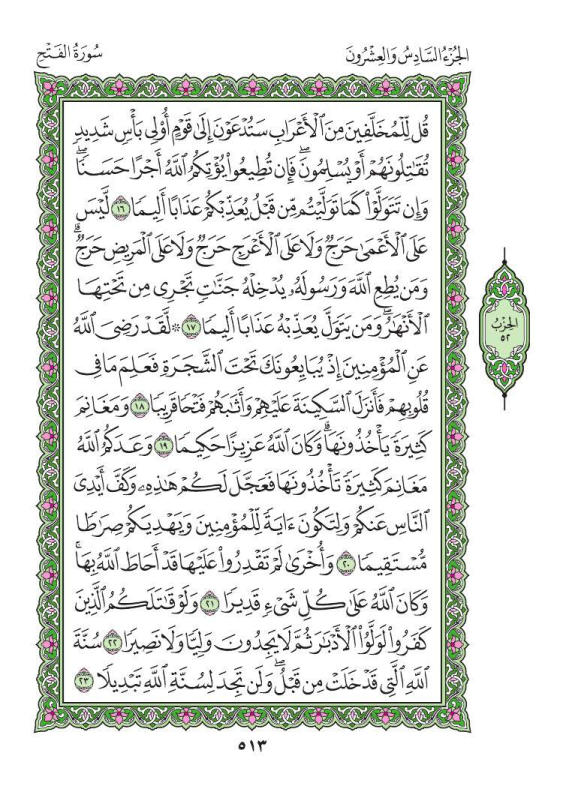 الجُزْءُ السَّادِسُ وَالعِشْرُونَ
سُورَةُ الفَتْحِ
قُل لِّلْمُخَلَّفِينَ مِنَ ٱلْأَعْرَابِ سَتُدْعَوْنَ إِلَىٰ قَوْمٍ أُو۟لِى بَأْسٍ شَدِيدٍ
تُقَٰتِلُونَهُمْ أَوْ يُسْلِمُونَ ۖ فَإِن تُطِيعُوا۟ يُؤْتِكُمُ ٱللَّهُ أَجْرًا حَسَنًا ۖ
وَإِن تَتَوَلَّوْا۟ كَمَا تَوَلَّيْتُم مِّن قَبْلُ يُعَذِّبْكُمْ عَذَابًا أَلِيمًا ١٦ لَّيْسَ
عَلَى ٱلْأَعْمَىٰ حَرَجٌ وَلَا عَلَى ٱلْأَعْرَجِ حَرَجٌ وَلَا عَلَى ٱلْمَرِيضِ حَرَجٌ ۗ
وَمَن يُطِعِ ٱللَّهَ وَرَسُولَهُۥ يُدْخِلْهُ جَنَّٰتٍ تَجْرِى مِن تَحْتِهَا
ٱلْأَنْهَٰرُ ۖ وَمَن يَتَوَلَّ يُعَذِّبْهُ عَذَابًا أَلِيمًا ١٧ ۞ لَّقَدْ رَضِىَ ٱللَّهُ
عَنِ ٱلْمُؤْمِنِينَ إِذْ يُبَايِعُونَكَ تَحْتَ ٱلشَّجَرَةِ فَعَلِمَ مَا فِى
قُلُوبِهِمْ فَأَنزَلَ ٱلسَّكِينَةَ عَلَيْهِمْ وَأَثَٰبَهُمْ فَتْحًا قَرِيبًا ١٨ وَمَغَانِمَ
كَثِيرَةً يَأْخُذُونَهَا ۗ وَكَانَ ٱللَّهُ عَزِيزًا حَكِيمًا ١٩ وَعَدَكُمُ ٱللَّهُ
مَغَانِمَ كَثِيرَةً تَأْخُذُونَهَا فَعَجَّلَ لَكُمْ هَٰذِهِۦ وَكَفَّ أَيْدِىَ
ٱلنَّاسِ عَنكُمْ وَلِتَكُونَ ءَايَةً لِّلْمُؤْمِنِينَ وَيَهْدِيَكُمْ صِرَٰطًا
مُّسْتَقِيمًا ٢٠ وَأُخْرَىٰ لَمْ تَقْدِرُوا۟ عَلَيْهَا قَدْ أَحَاطَ ٱللَّهُ بِهَا ۚ
وَكَانَ ٱللَّهُ عَلَىٰ كُلِّ شَىْءٍ قَدِيرًا ٢١ وَلَوْ قَٰتَلَكُمُ ٱلَّذِينَ
كَفَرُوا۟ لَوَلَّوُا۟ ٱلْأَدْبَٰرَ ثُمَّ لَا يَجِدُونَ وَلِيًّا وَلَا نَصِيرًا ٢٢ سُنَّةَ
ٱللَّهِ ٱلَّتِى قَدْ خَلَتْ مِن قَبْلُ ۖ وَلَن تَجِدَ لِسُنَّةِ ٱللَّهِ تَبْدِيلًا ٢٣
الحِزْبُ
٥٢
٥١٣